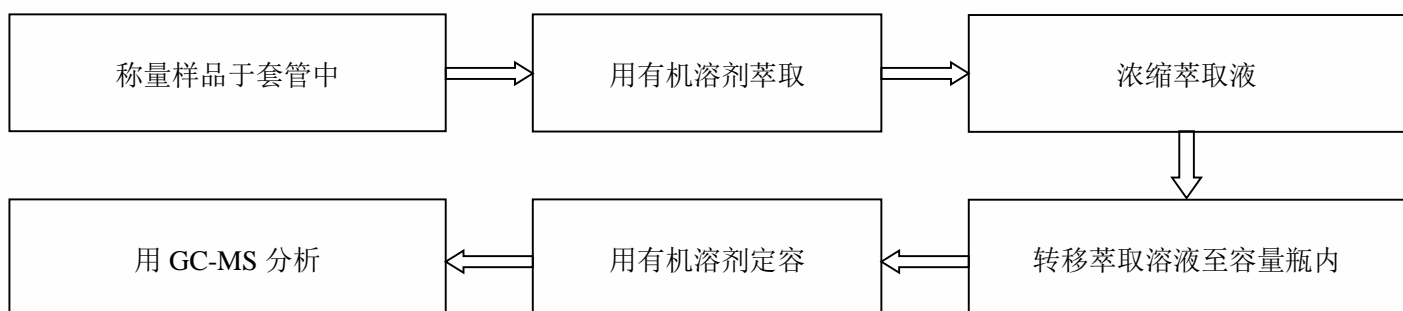 称量样品于套管中
用有机溶剂萃取
浓缩萃取液
转移萃取溶液至容量瓶内
用有机溶剂定容
用 GC-MS 分析